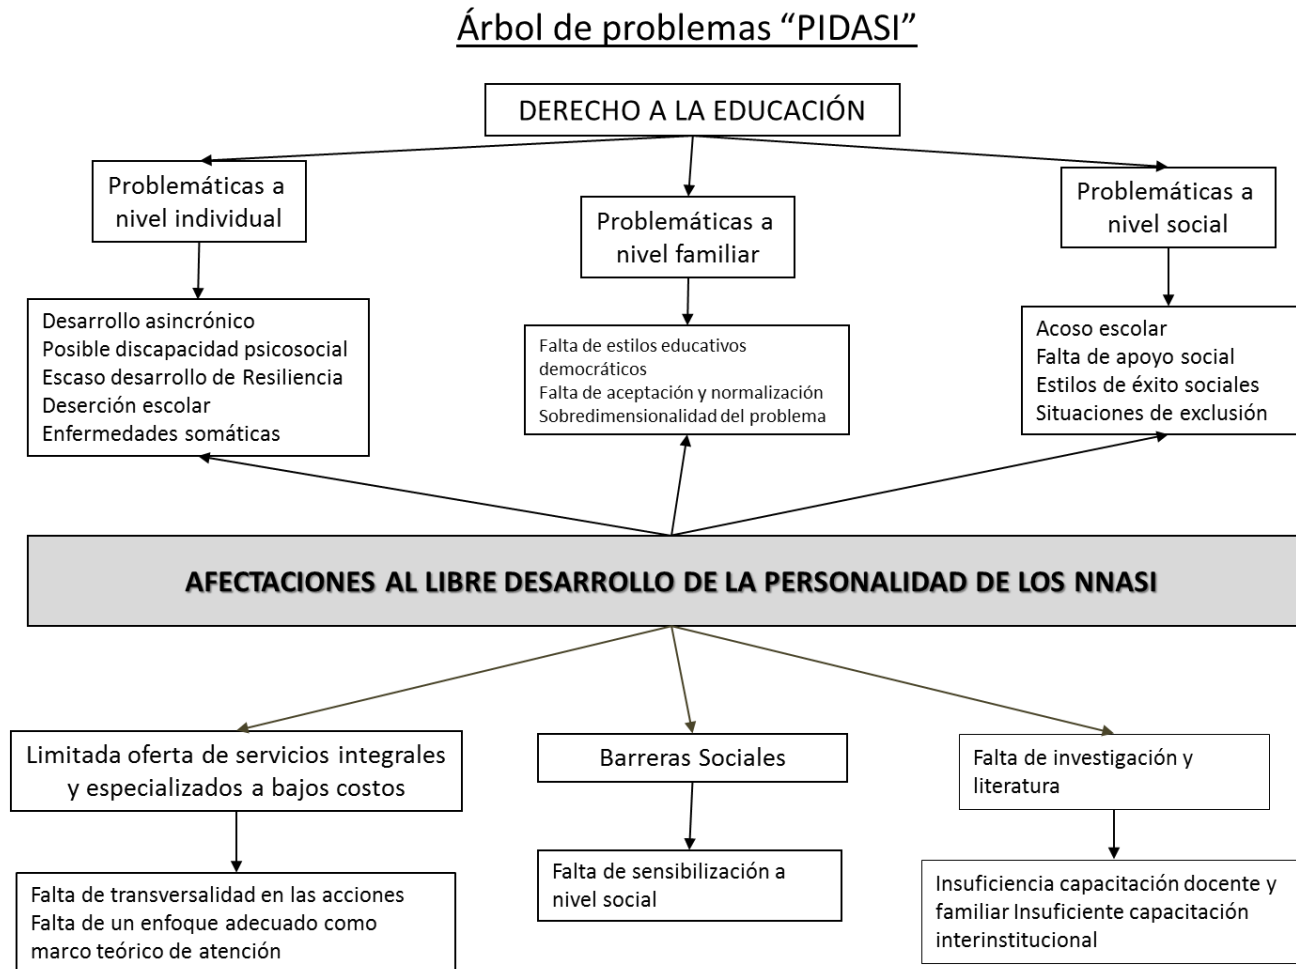 Árbol de problemas “PIDASI”
DERECHO A LA EDUCACIÓN
Problemáticas a
nivel individual
Problemáticas a
nivel familiar
Problemáticas a
nivel social
Desarrollo asincrónico
Posible discapacidad psicosocial
Escaso desarrollo de Resiliencia
Deserción escolar
Enfermedades somáticas
Falta de estilos educativos
democráticos
Falta de aceptación y normalización
Sobredimensionalidad del problema
Acoso escolar
Falta de apoyo social
Estilos de éxito sociales
Situaciones de exclusión
AFECTACIONES AL LIBRE DESARROLLO DE LA PERSONALIDAD DE LOS NNASI
Limitada oferta de servicios integrales
y especializados a bajos costos
Barreras Sociales
Falta de investigación y
literatura
Falta de transversalidad en las acciones
Falta de un enfoque adecuado como
marco teórico de atención
Falta de sensibilización a
nivel social
Insuficiencia capacitación docente y
familiar Insuficiente capacitación
interinstitucional